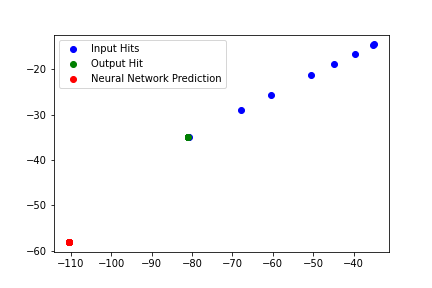 Input Hits
Output Hit
Neural Network Prediction
−20
−30
−40
−50
−60
−110 −100 −90 −80 −70 −60 −50 −40